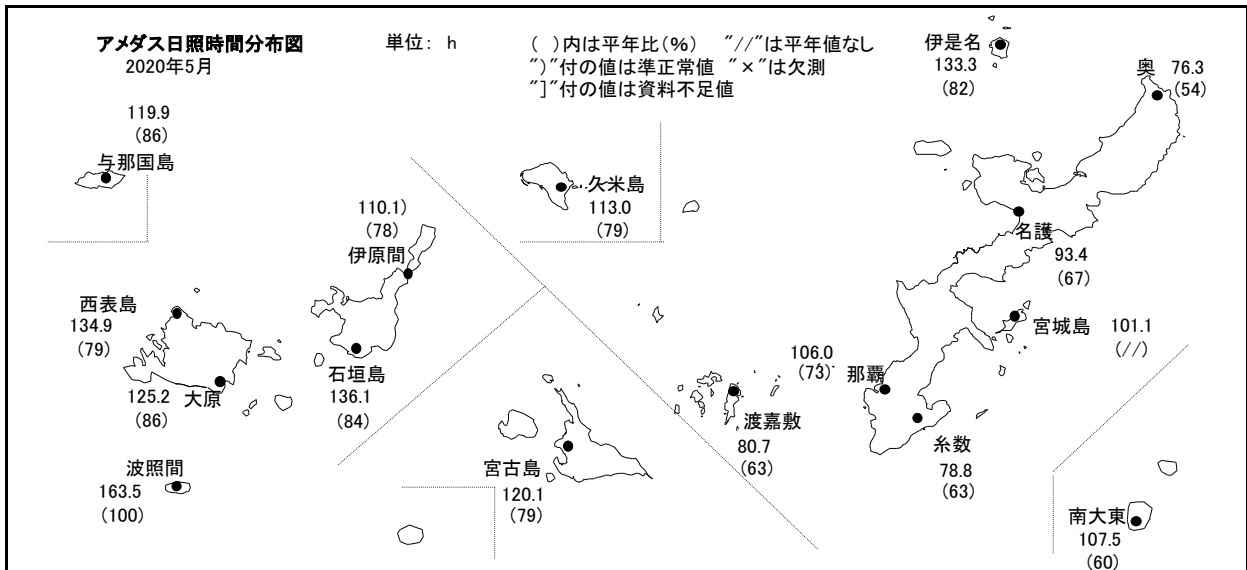 アメダス日照時間分布図
2020年5月
単位： h
( )内は平年比(%) "//"は平年値なし
")"付の値は準正常値 "×"は欠測
"]"付の値は資料不足値
伊是名
133.3
(82)
奥 76.3
(54)
119.9
(86)
与那国島
久米島
113.0
(79)
110.1)
(78)
伊原間
名護
93.4
(67)
西表島
134.9
(79)
宮城島 101.1
(//)
石垣島
136.1
(84)
125.2 大原
(86)
106.0
(73) 那覇
渡嘉敷
80.7
(63)
糸数
78.8
(63)
波照間
163.5
(100)
宮古島
120.1
(79)
南大東
107.5
(60)